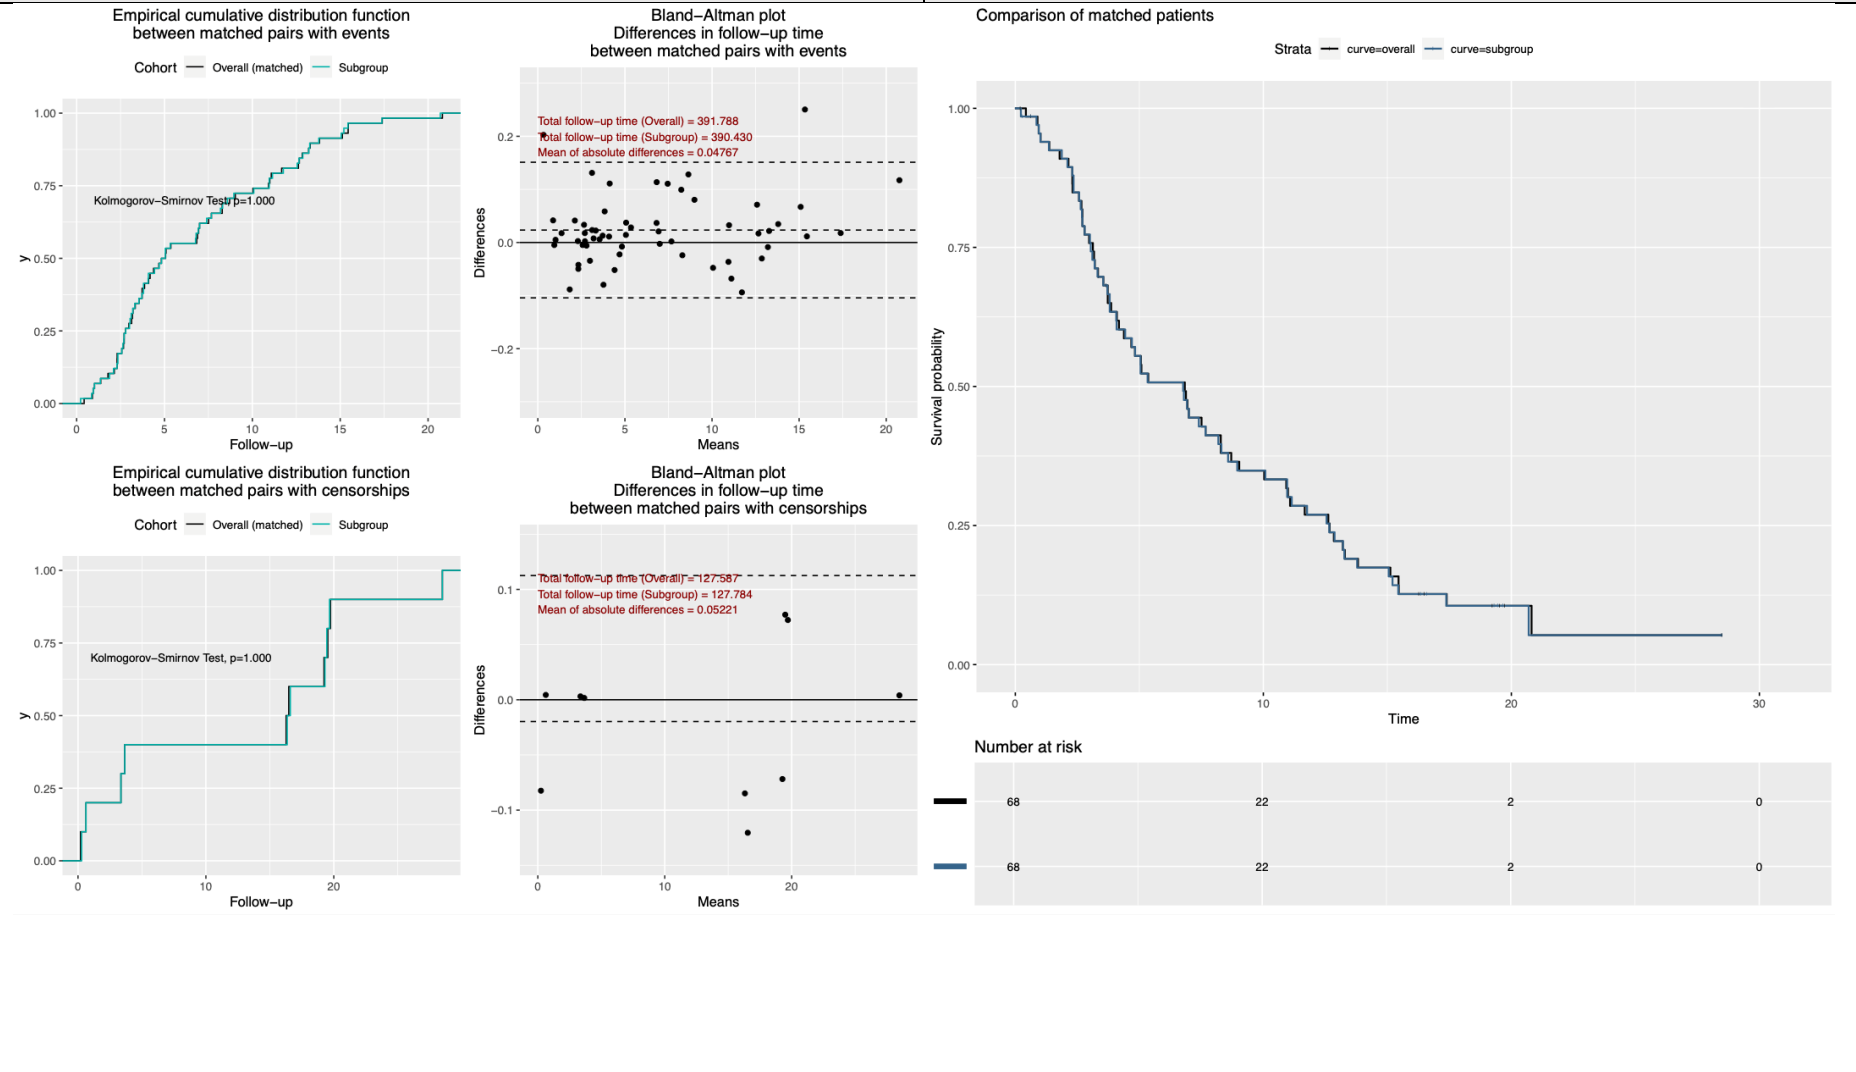 Empirical cumulative distribution function
between matched pairs with events
Cohort Overall (matched) Subgroup
1.00
0.75
0.50
0.25
0.00
y
Kolmogorov−Smirnov Test, p=1.000
0 5 10 15 20
Follow−up
Bland−Altman plot
Differences in follow−up time
between matched pairs with events
Total follow−up time (Overall) = 391.788
Total follow−up time (Subgroup) = 390.430
Mean of absolute differences = 0.04767
0.2
0.0
−0.2
Differences
0 5 10 15 20
Means
Empirical cumulative distribution function
between matched pairs with censorships
Cohort Overall (matched) Subgroup
1.00
0.75
0.50
0.25
0.00
y
Kolmogorov−Smirnov Test, p=1.000
0 10 20
Follow−up
Bland−Altman plot
Differences in follow−up time
between matched pairs with censorships
Total follow−up time (Overall) = 127.587
Total follow−up time (Subgroup) = 127.784
Mean of absolute differences = 0.05221
0.1
0.0
−0.1
Differences
0 10 20
Means
Comparison of matched patients
Strata curve=overall curve=subgroup
1.00
0.75
0.50
0.25
0.00
Survival probability
0 10 20 30
Time
Number at risk
68 22 2 0
68 22 2 0